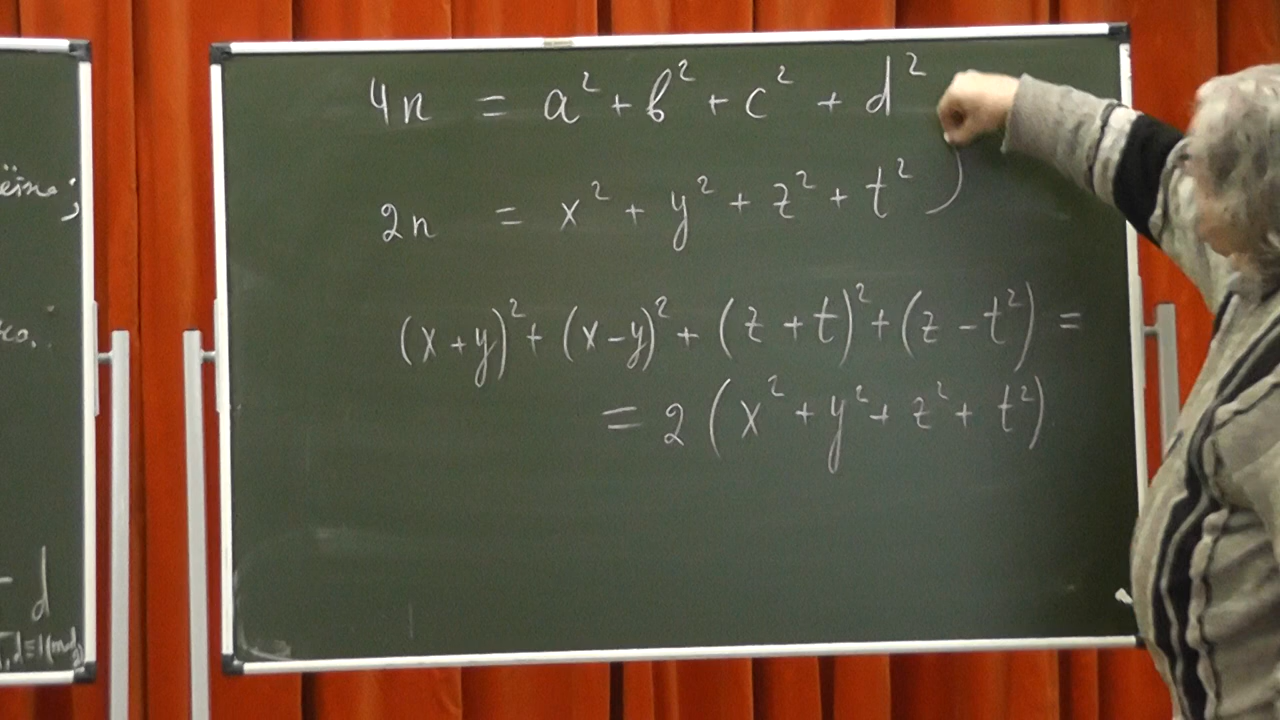 4n = a² + b² + c² + d²
2n = x² + y² + z² + t²
(x+y)² + (x-y)² + (z+t)² + (z-t²) =
= 2(x² + y² + z² + t²)
d